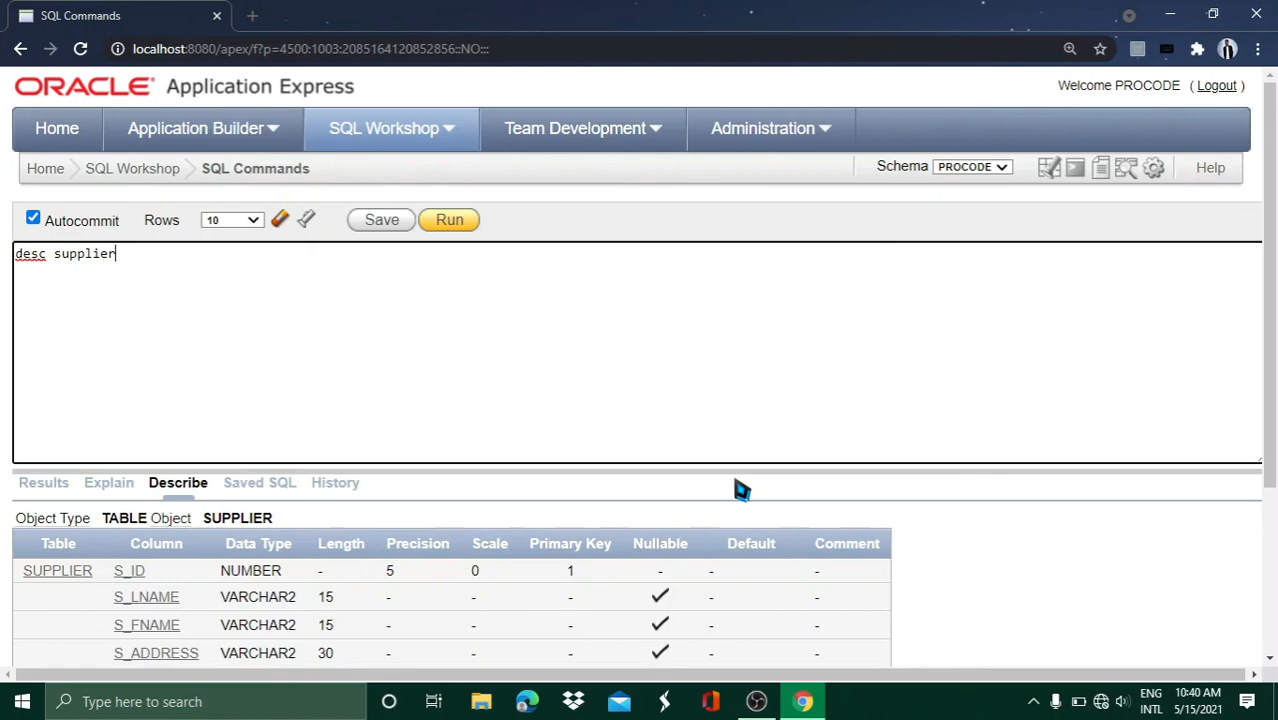 SQL Commands
localhost:8080/apex/f?p=4500:1003:2085164120852856::NO:::
ORACLE Application Express
Welcome PROCODE ( Logout )
Home Application Builder SQL Workshop Team Development Administration
Home SQL Workshop SQL Commands Schema PROCODE Help
Autocommit Rows 10 Save Run
desc supplier
Results Explain Describe Saved SQL History
Object Type TABLE Object SUPPLIER
Table Column Data Type Length Precision Scale Primary Key Nullable Default Comment
SUPPLIER S_ID NUMBER - 5 0 1 - - -
S_LNAME VARCHAR2 15 - - - ✓ - -
S_FNAME VARCHAR2 15 - - - ✓ - -
S_ADDRESS VARCHAR2 30 - - - ✓ - -
Type here to search
ENG
INTL
10:40 AM
5/15/2021